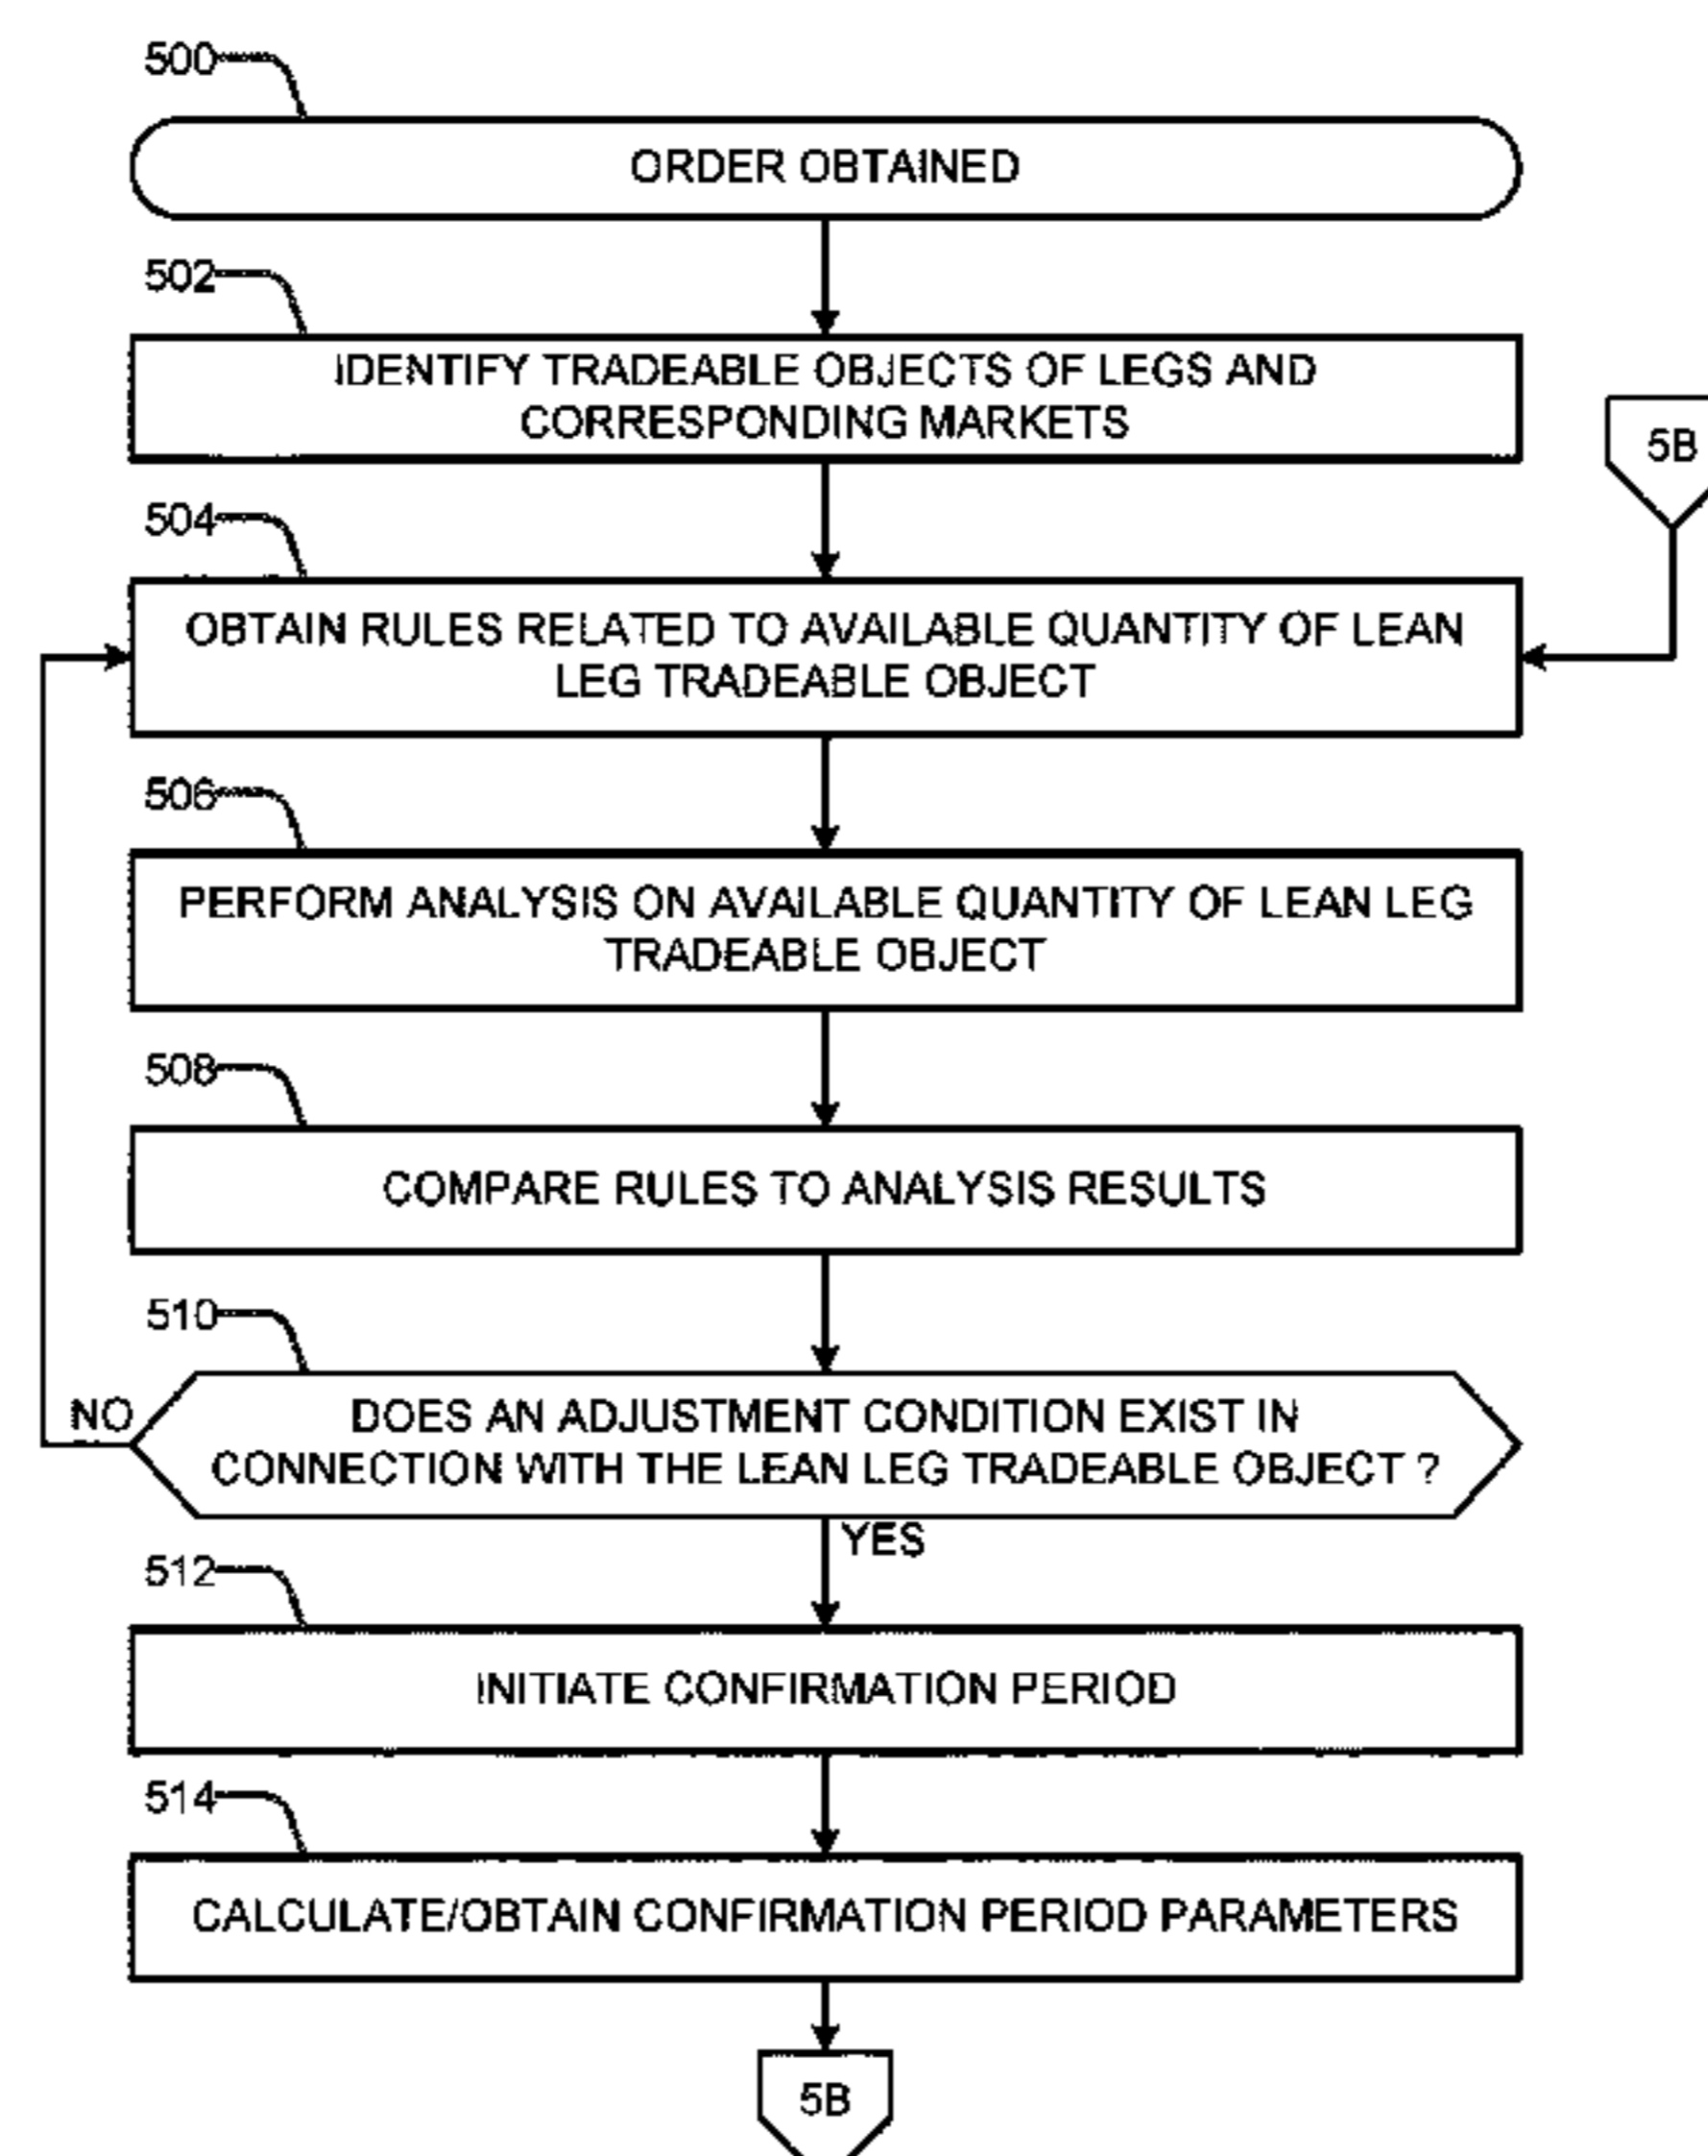 500
ORDER OBTAINED
502
IDENTIFY TRADEABLE OBJECTS OF LEGS AND
CORRESPONDING MARKETS
5B
504
OBTAIN RULES RELATED TO AVAILABLE QUANTITY OF LEAN
LEG TRADEABLE OBJECT
506
PERFORM ANALYSIS ON AVAILABLE QUANTITY OF LEAN LEG
TRADEABLE OBJECT
508
COMPARE RULES TO ANALYSIS RESULTS
510
NO
DOES AN ADJUSTMENT CONDITION EXIST IN
CONNECTION WITH THE LEAN LEG TRADEABLE OBJECT ?
YES
512
INITIATE CONFIRMATION PERIOD
514
CALCULATE/OBTAIN CONFIRMATION PERIOD PARAMETERS
5B